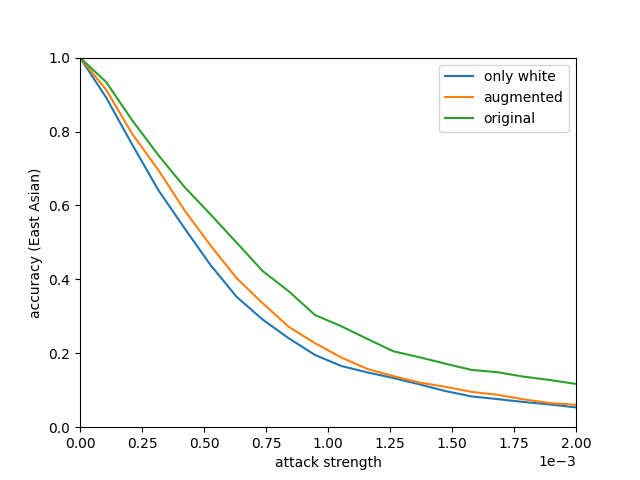 1.0
0.8
0.6
0.4
0.2
0.0
accuracy (East Asian)
only white
augmented
original
0.00 0.25 0.50 0.75 1.00 1.25 1.50 1.75 2.00
attack strength
1e−3